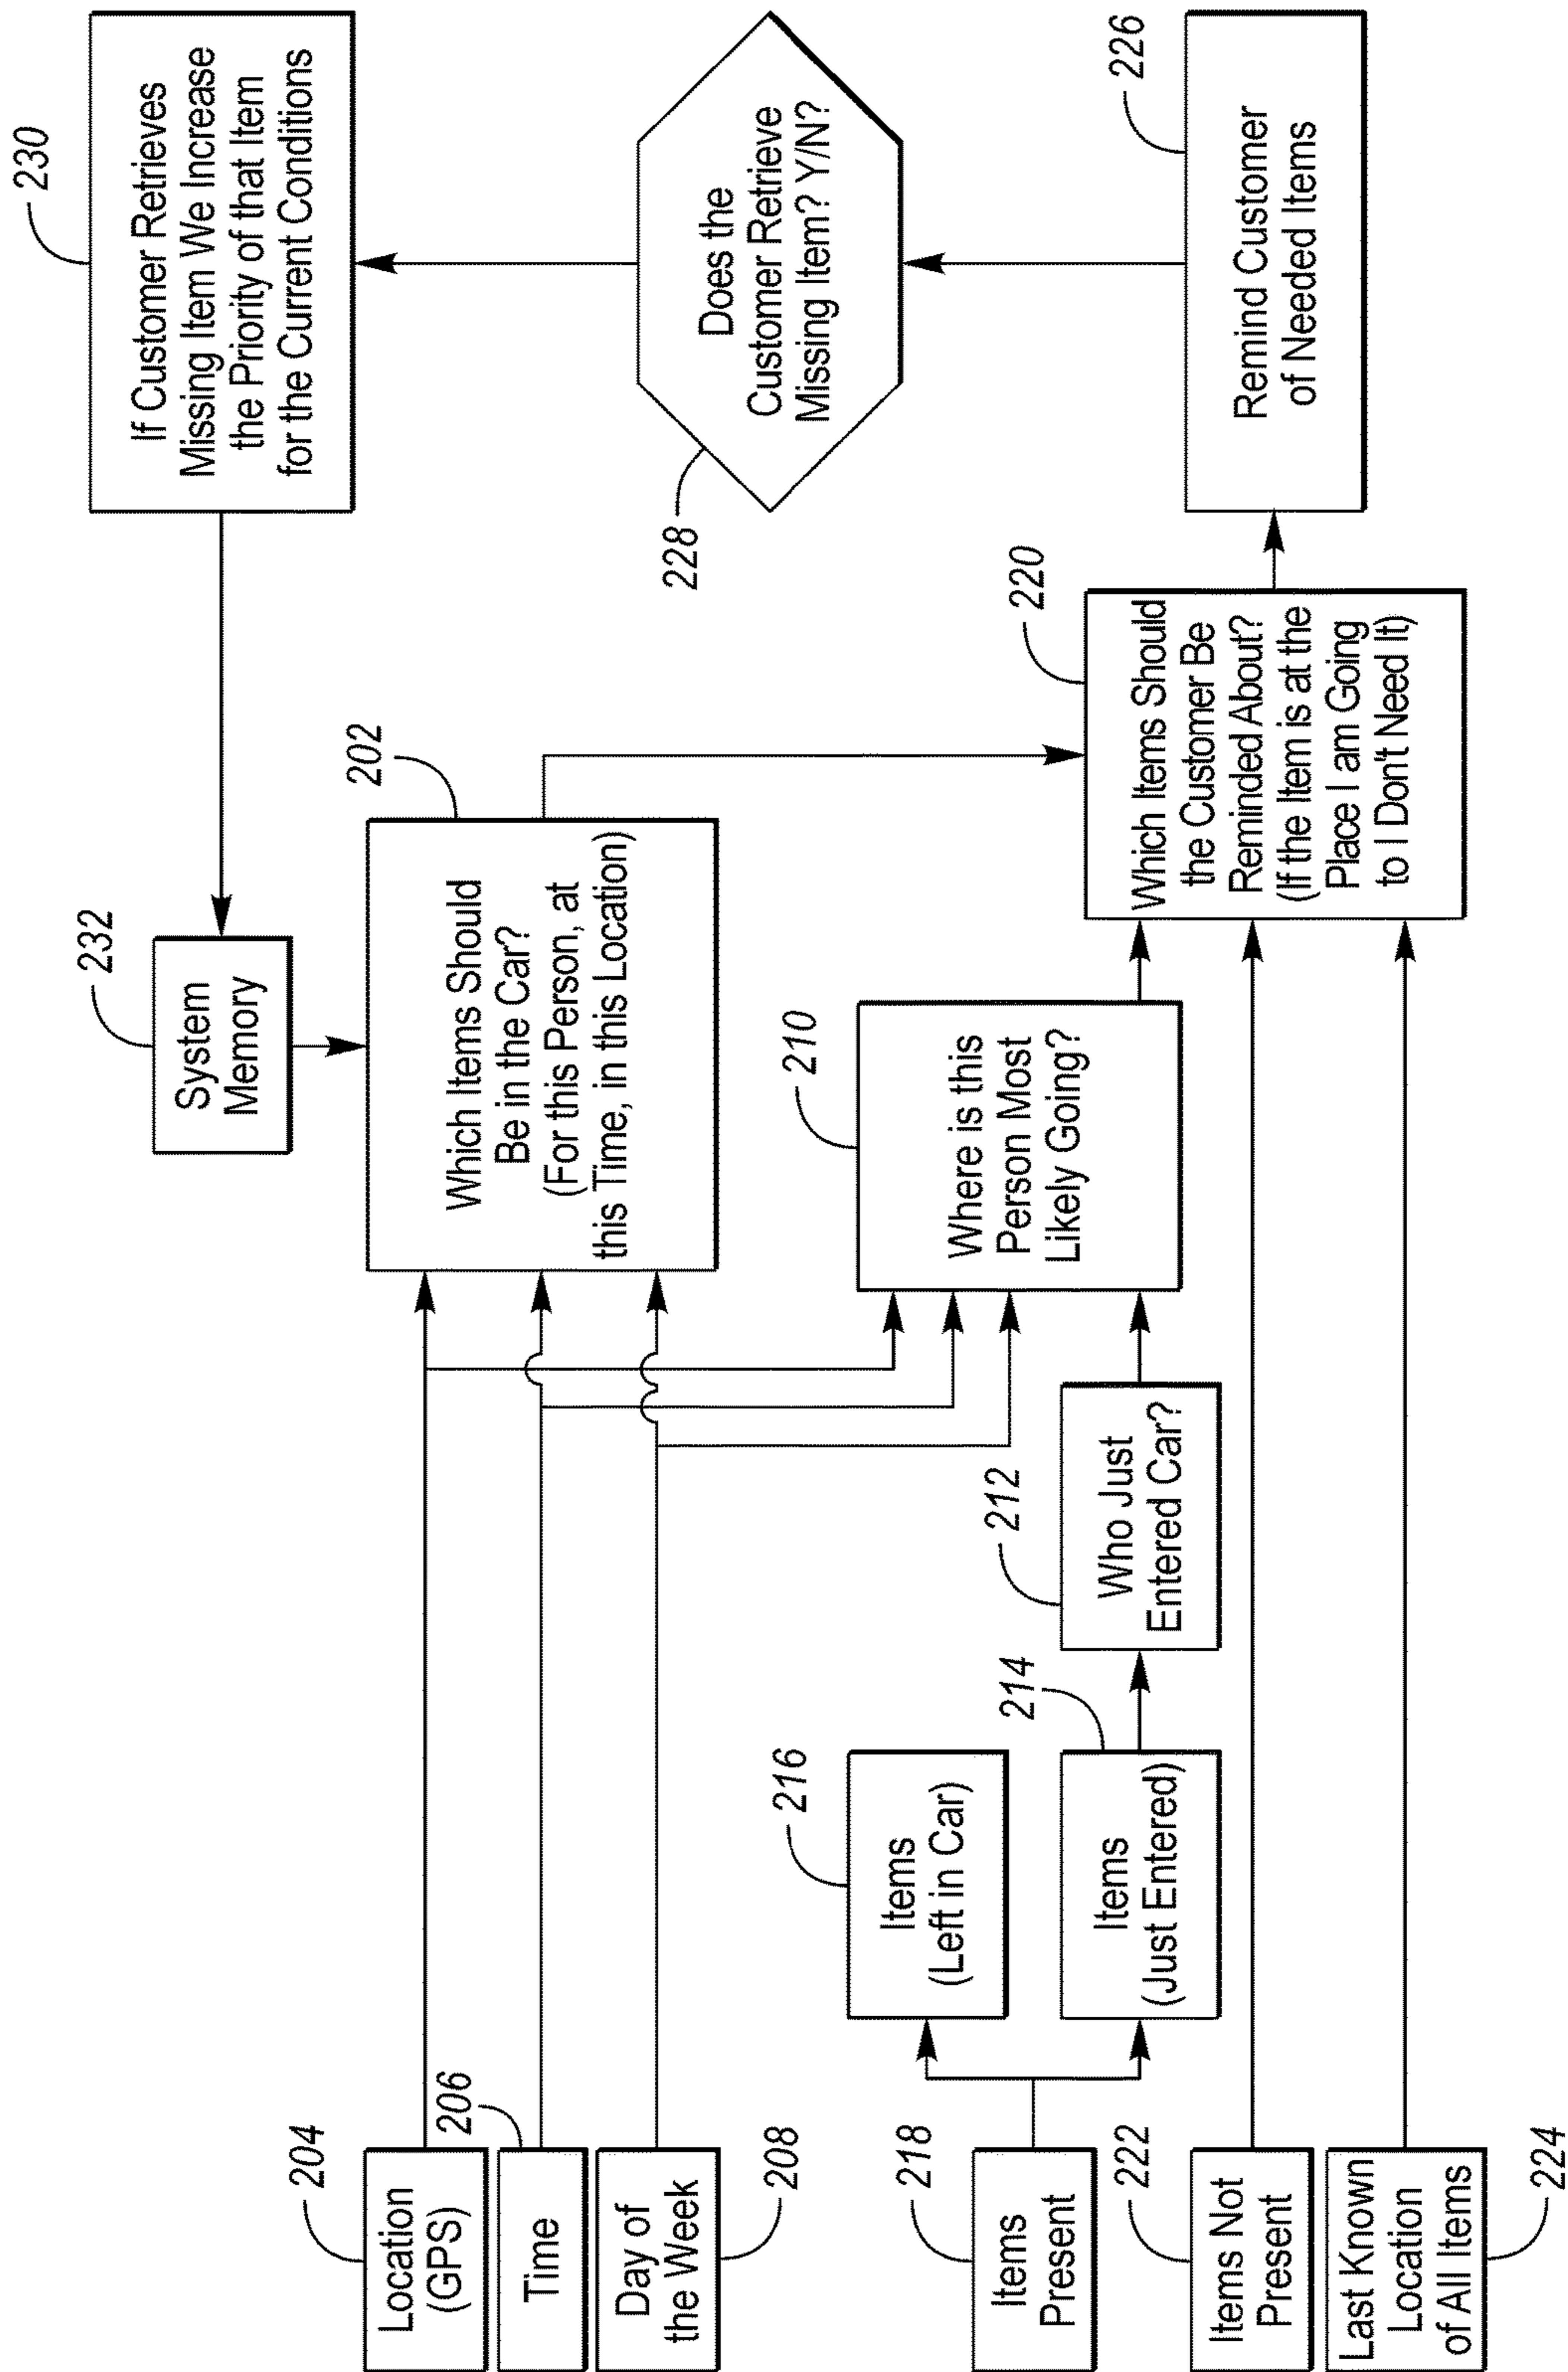 230
If Customer Retrieves
Missing Item We Increase
the Priority of that Item
for the Current Conditions
232
System
Memory
228
Does the
Customer Retrieve
Missing Item? Y/N?
202
Which Items Should
Be in the Car?
(For this Person, at
this Time, in this Location)
204
Location
(GPS)
206
Time
Day of
the Week
208
210
Where is this
Person Most
Likely Going?
216
Items
(Left in Car)
212
Who Just
Entered Car?
214
Items
(Just Entered)
218
Items
Present
222
Items Not
Present
Last Known
Location
of All Items
224
220
Which Items Should
the Customer Be
Reminded About?
(If the Item is at the
Place I am Going
to I Don't Need It)
226
Remind Customer
of Needed Items